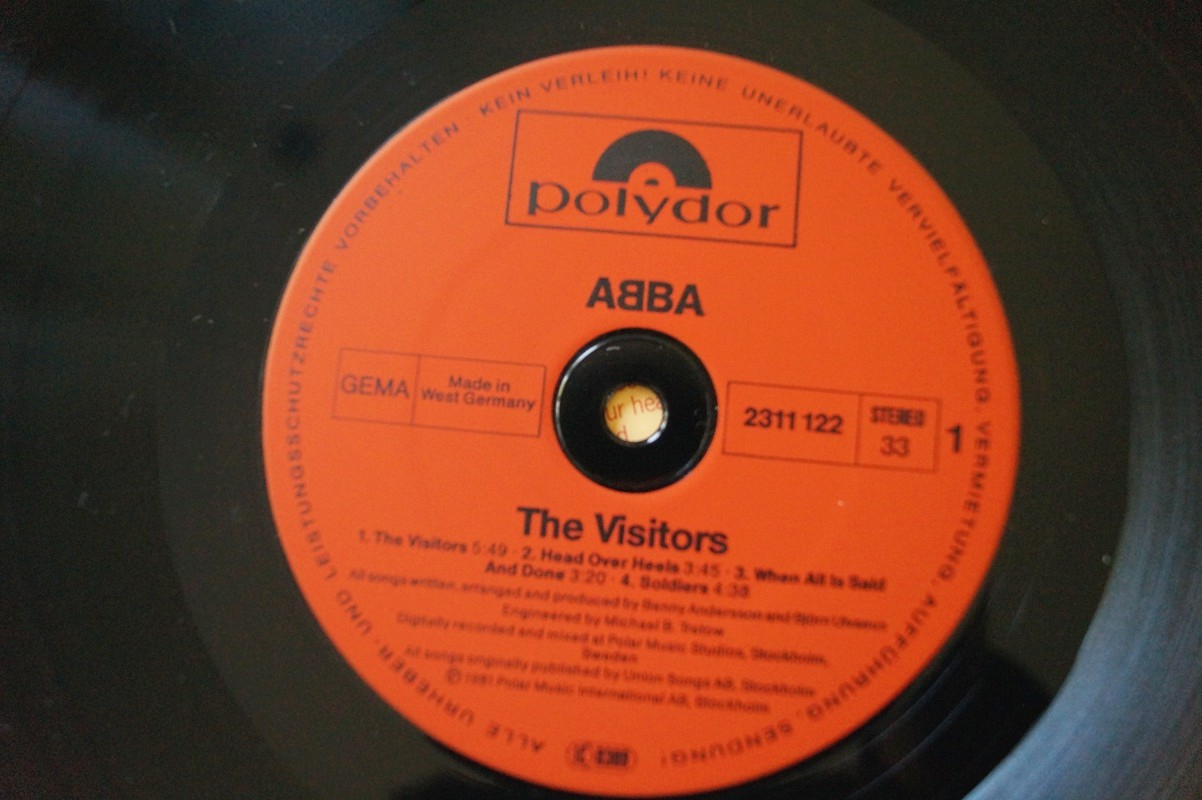 ALLE URHEBER- UND LEISTUNGSSCHUTZRECHTE VORBEHALTEN · KEIN VERLEIH! KEINE UNERLAUBTE VERVIELFÄLTIGUNG, VERMIETUNG, AUFFÜHRUNG, SENDUNG!
polydor
ABBA
GEMA
Made in
West Germany
ur hea
d
2311 122
STEREO
33
1
The Visitors
1. The Visitors 5:49 · 2. Head Over Heels 3:45 · 3. When All Is Said
And Done 3:20 · 4. Soldiers 4:38
All songs written, arranged and produced by Benny Andersson and Björn Ulvaeus
Engineered by Michael B. Tretow
Digitally recorded and mixed at Polar Music Studios, Stockholm,
Sweden
All songs originally published by Union Songs AB, Stockholm
© 1981 Polar Music International AB, Stockholm